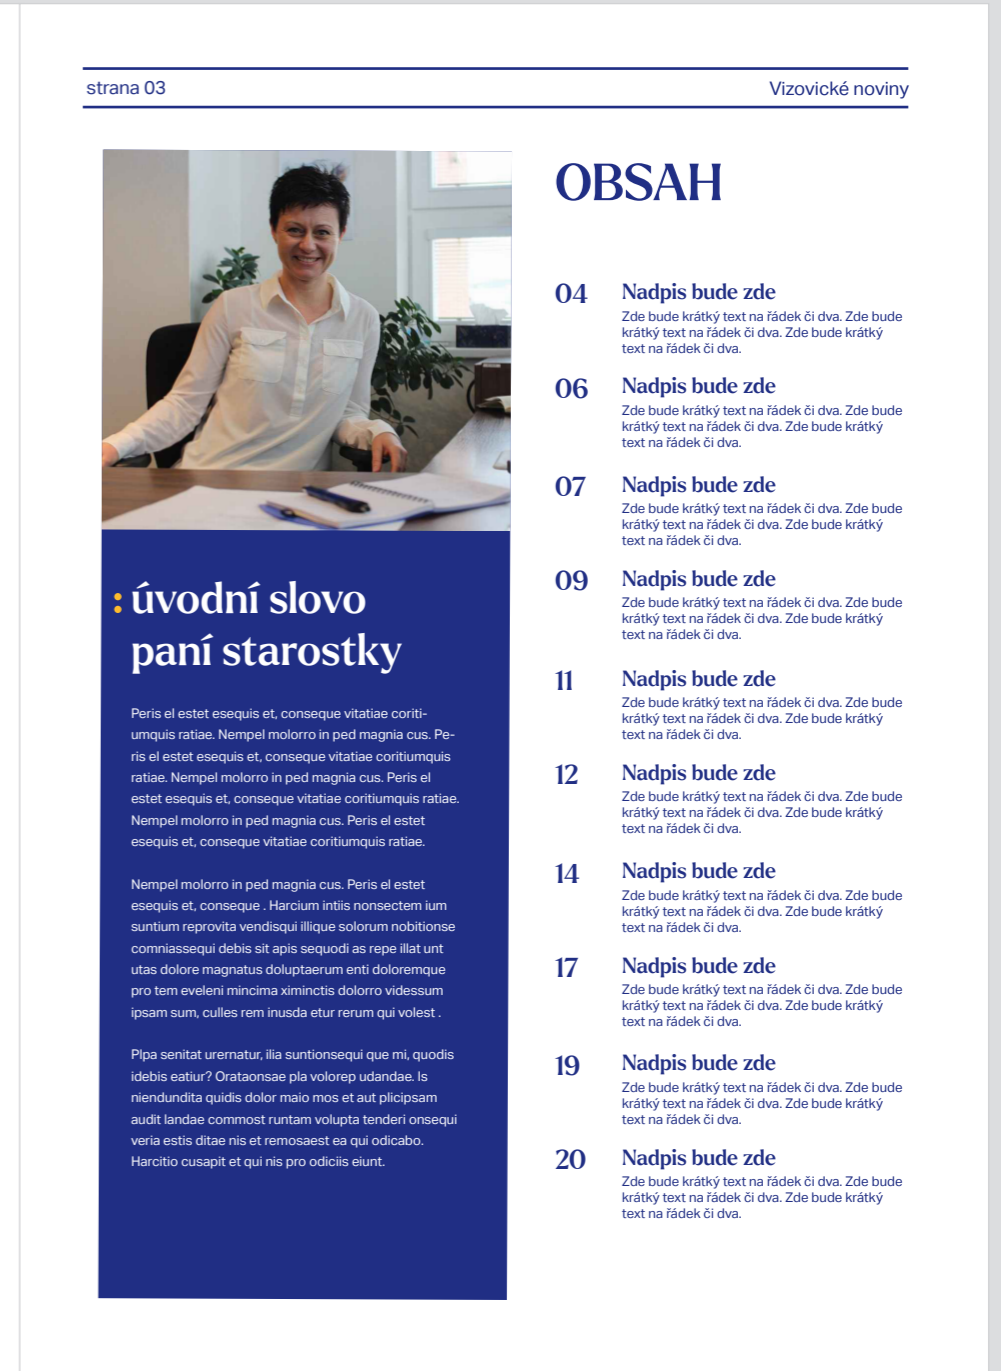 strana 03
Vizovické noviny
: úvodní slovo
paní starostky
Peris el estet esequis et, conseque vitatiae coriti-
umquis ratiae. Nempel molorro in ped magnia cus. Pe-
ris el estet esequis et, conseque vitatiae coritiumquis
ratiae. Nempel molorro in ped magnia cus. Peris el
estet esequis et, conseque vitatiae coritiumquis ratiae.
Nempel molorro in ped magnia cus. Peris el estet
esequis et, conseque vitatiae coritiumquis ratiae.
Nempel molorro in ped magnia cus. Peris el estet
esequis et, conseque . Harcium intiis nonsectem ium
suntium reprovita vendisqui illique solorum nobitionse
comniassequi debis sit apis sequodi as repe illat unt
utas dolore magnatus doluptaerum enti doloremque
pro tem eveleni mincima ximinctis dolorro videssum
ipsam sum, culles rem inusda etur rerum qui volest .
Plpa senitat urernatur, ilia suntionsequi que mi, quodis
idebis eatiur? Orataonsae pla volorep udandae. Is
niendundita quidis dolor maio mos et aut plicipsam
audit landae commost runtam volupta tenderi onsequi
veria estis ditae nis et remosaest ea qui odicabo.
Harcitio cusapit et qui nis pro odiciis eiunt.
OBSAH
04 Nadpis bude zde
Zde bude krátký text na řádek či dva. Zde bude
krátký text na řádek či dva. Zde bude krátký
text na řádek či dva.
06 Nadpis bude zde
Zde bude krátký text na řádek či dva. Zde bude
krátký text na řádek či dva. Zde bude krátký
text na řádek či dva.
07 Nadpis bude zde
Zde bude krátký text na řádek či dva. Zde bude
krátký text na řádek či dva. Zde bude krátký
text na řádek či dva.
09 Nadpis bude zde
Zde bude krátký text na řádek či dva. Zde bude
krátký text na řádek či dva. Zde bude krátký
text na řádek či dva.
11 Nadpis bude zde
Zde bude krátký text na řádek či dva. Zde bude
krátký text na řádek či dva. Zde bude krátký
text na řádek či dva.
12 Nadpis bude zde
Zde bude krátký text na řádek či dva. Zde bude
krátký text na řádek či dva. Zde bude krátký
text na řádek či dva.
14 Nadpis bude zde
Zde bude krátký text na řádek či dva. Zde bude
krátký text na řádek či dva. Zde bude krátký
text na řádek či dva.
17 Nadpis bude zde
Zde bude krátký text na řádek či dva. Zde bude
krátký text na řádek či dva. Zde bude krátký
text na řádek či dva.
19 Nadpis bude zde
Zde bude krátký text na řádek či dva. Zde bude
krátký text na řádek či dva. Zde bude krátký
text na řádek či dva.
20 Nadpis bude zde
Zde bude krátký text na řádek či dva. Zde bude
krátký text na řádek či dva. Zde bude krátký
text na řádek či dva.